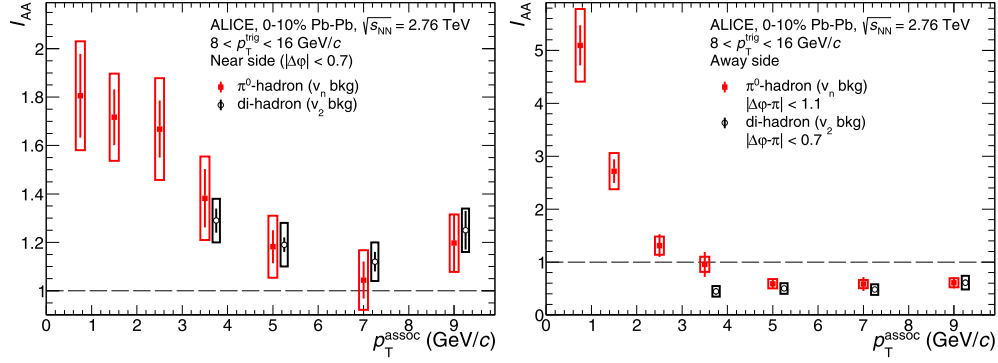 I_AA
ALICE, 0-10% Pb-Pb, √s_NN = 2.76 TeV
8 < p_T^trig < 16 GeV/c
Near side (|Δφ| < 0.7)
π⁰-hadron (v_n bkg)
di-hadron (v_2 bkg)
2
1.8
1.6
1.4
1.2
1
0 1 2 3 4 5 6 7 8 9
p_T^assoc (GeV/c)
I_AA
ALICE, 0-10% Pb-Pb, √s_NN = 2.76 TeV
8 < p_T^trig < 16 GeV/c
Away side
π⁰-hadron (v_n bkg)
|Δφ-π| < 1.1
di-hadron (v_2 bkg)
|Δφ-π| < 0.7
5
4
3
2
1
0
0 1 2 3 4 5 6 7 8 9
p_T^assoc (GeV/c)